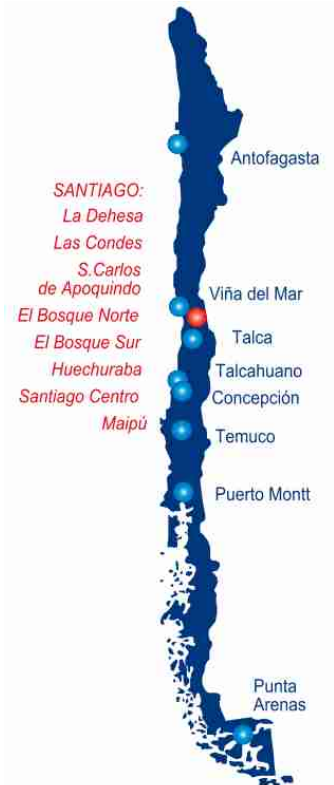 Antofagasta
SANTIAGO:
La Dehesa
Las Condes
S.Carlos
de Apoquindo
El Bosque Norte
El Bosque Sur
Huechuraba
Santiago Centro
Maipú
Viña del Mar
Talca
Talcahuano
Concepción
Temuco
Puerto Montt
Punta
Arenas